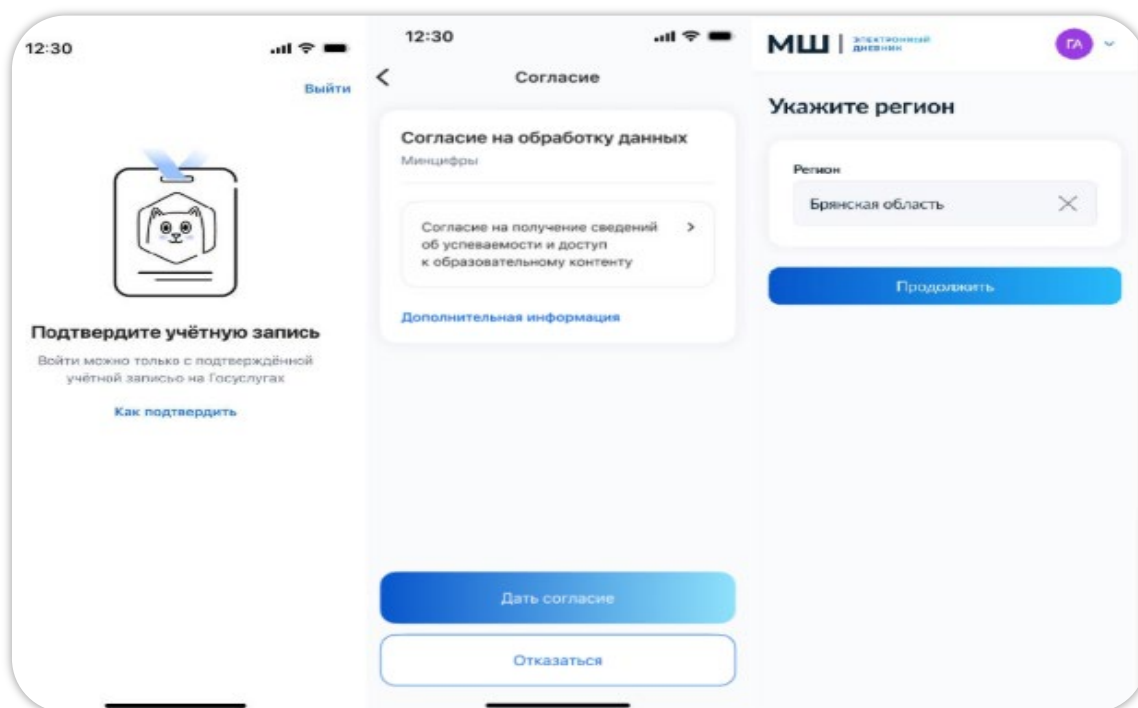 12:30
Выйти
Подтвердите учётную запись
Войти можно только с подтверждённой
учётной записью на Госуслугах
Как подтвердить
12:30
Согласие
Согласие на обработку данных
Минцифры
Согласие на получение сведений
об успеваемости и доступ
к образовательному контенту
Дополнительная информация
Дать согласие
Отказаться
МШ | ЭЛЕКТРОННЫЙ
ДНЕВНИК
ГА
Укажите регион
Регион
Брянская область
Продолжить